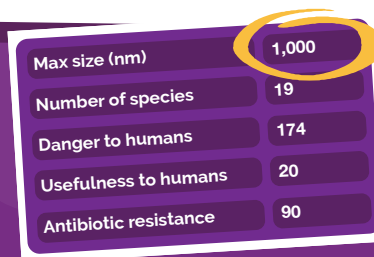 Max size (nm) 1,000
Number of species 19
Danger to humans 174
Usefulness to humans 20
Antibiotic resistance 90